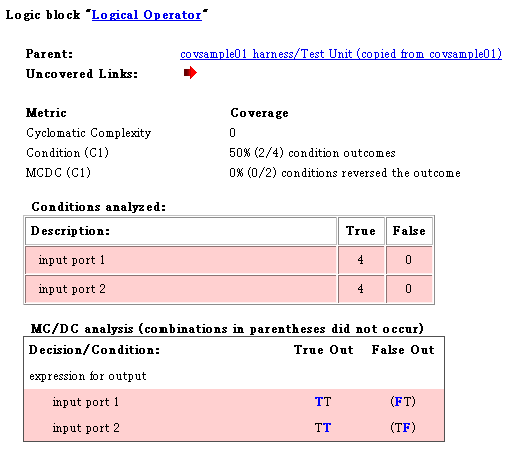 Logic block "Logical Operator"
Parent: covsample01 harness/Test Unit (copied from covsample01)
Uncovered Links:
Metric Coverage
Cyclomatic Complexity 0
Condition (C1) 50% (2/4) condition outcomes
MCDC (C1) 0% (0/2) conditions reversed the outcome
Conditions analyzed:
Description: True False
input port 1 4 0
input port 2 4 0
MC/DC analysis (combinations in parentheses did not occur)
Decision/Condition: True Out False Out
expression for output
input port 1 TT (FT)
input port 2 TT (TF)